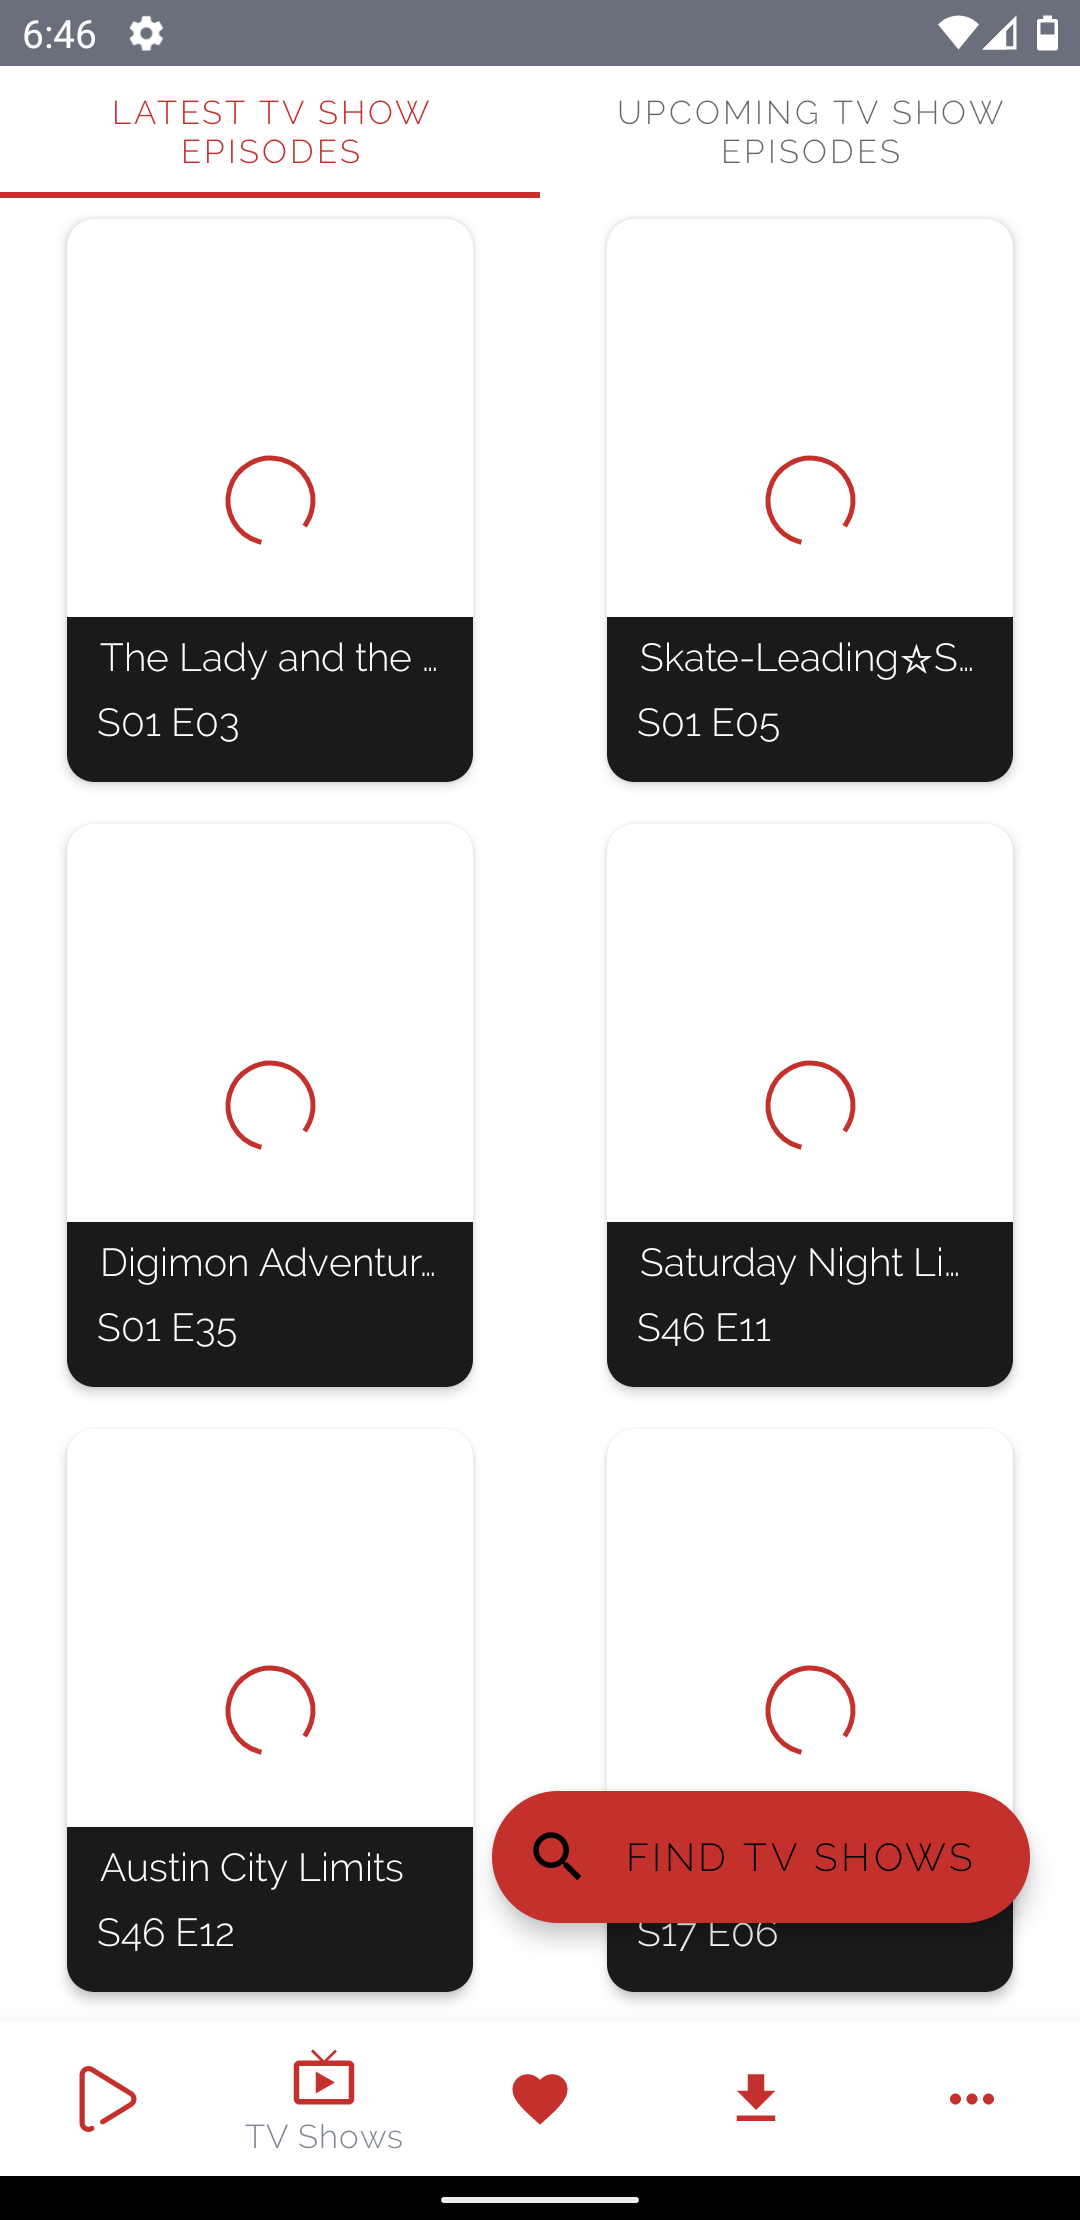 6:46
LATEST TV SHOW
EPISODES
UPCOMING TV SHOW
EPISODES
The Lady and the ...
S01 E03
Skate-Leading☆S...
S01 E05
Digimon Adventur...
S01 E35
Saturday Night Li...
S46 E11
Austin City Limits
S46 E12
FIND TV SHOWS
S17 E06
TV Shows